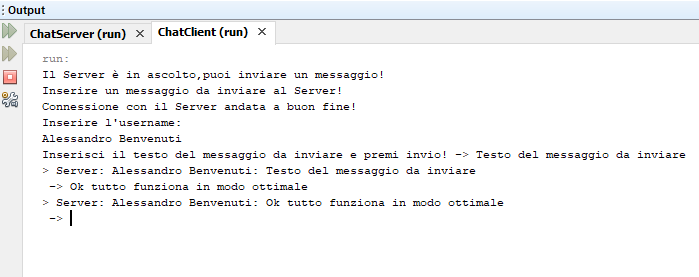 Output
ChatServer (run) ×
ChatClient (run) ×
run:
Il Server è in ascolto,puoi inviare un messaggio!
Inserire un messaggio da inviare al Server!
Connessione con il Server andata a buon fine!
Inserire l'username:
Alessandro Benvenuti
Inserisci il testo del messaggio da inviare e premi invio! -> Testo del messaggio da inviare
> Server: Alessandro Benvenuti: Testo del messaggio da inviare
-> Ok tutto funziona in modo ottimale
> Server: Alessandro Benvenuti: Ok tutto funziona in modo ottimale
->